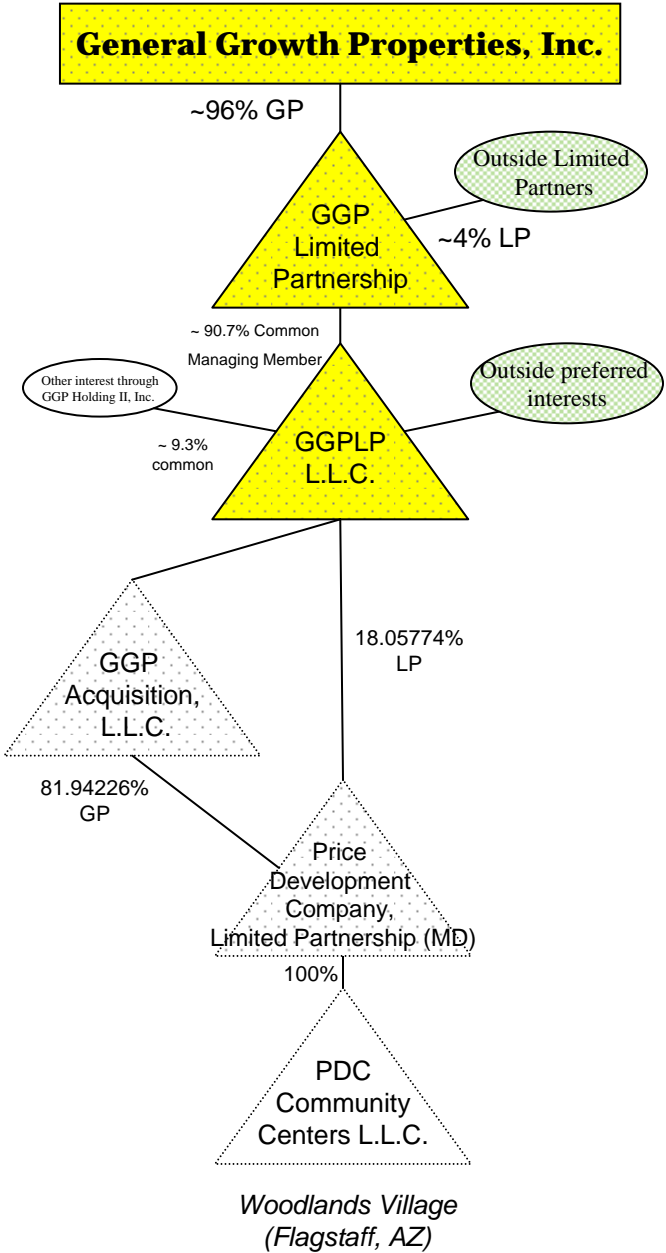 General Growth Properties, Inc.
~96% GP
Outside Limited
Partners
GGP
Limited
Partnership
~4% LP
~ 90.7% Common
Managing Member
Other interest through
GGP Holding II, Inc.
Outside preferred
interests
~ 9.3%
common
GGPLP
L.L.C.
18.05774%
LP
GGP
Acquisition,
L.L.C.
81.94226%
GP
Price
Development
Company,
Limited Partnership (MD)
100%
PDC
Community
Centers L.L.C.
Woodlands Village
(Flagstaff, AZ)